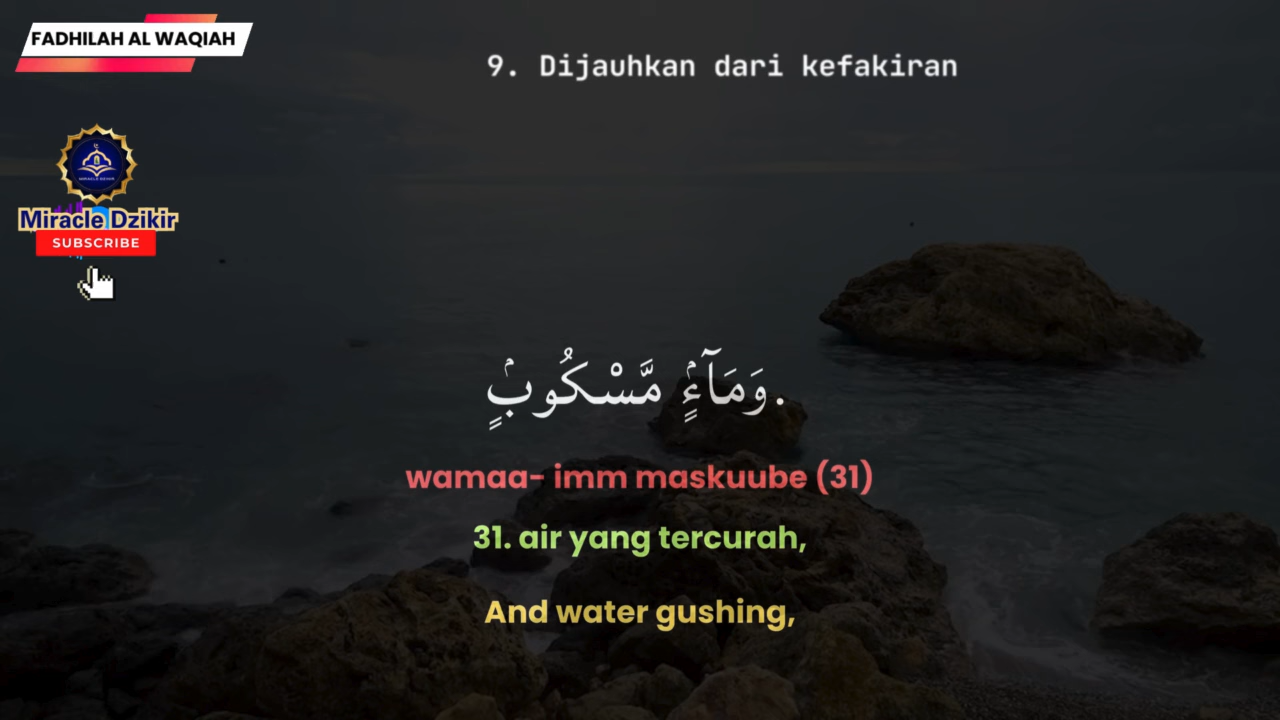 FADHILAH AL WAQIAH
9. Dijauhkan dari kefakiran
Miracle Dzikir
SUBSCRIBE
وَمَآءٍۢ مَّسْكُوبٍۢ.
wamaa- imm maskuube (31)
31. air yang tercurah,
And water gushing,